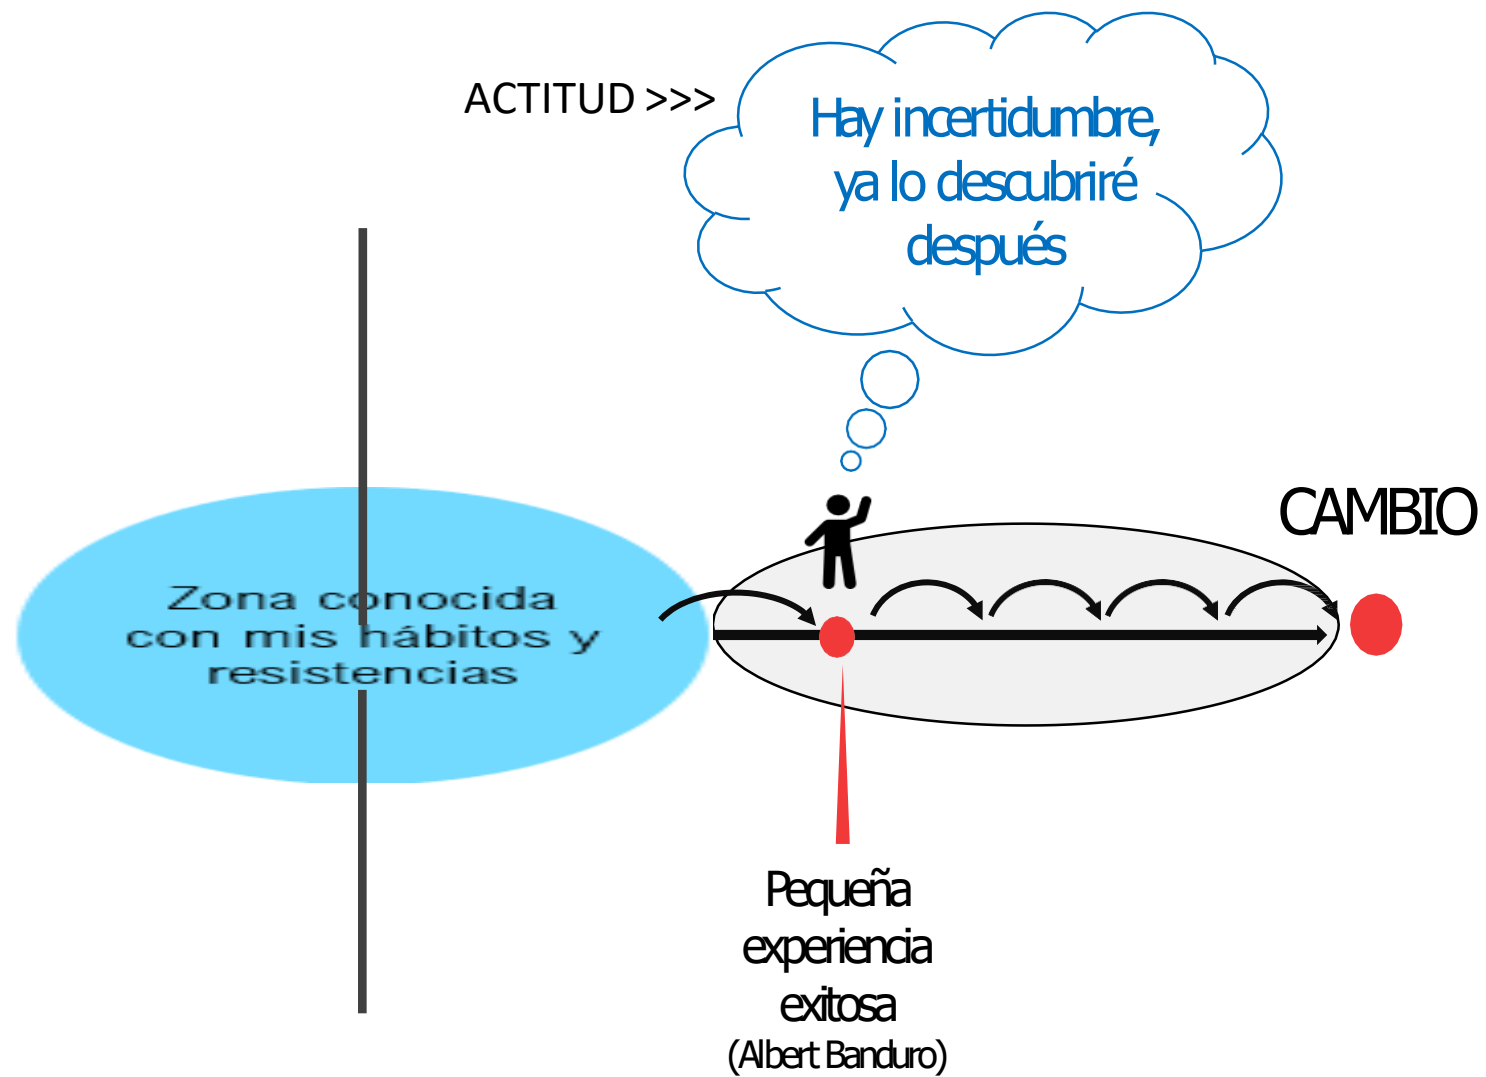 ACTITUD >>>
Hay incertidumbre,
ya lo descubriré
después
CAMBIO
Zona conocida
con mis hábitos y
resistencias
Pequeña
experiencia
exitosa
(Albert Banduro)